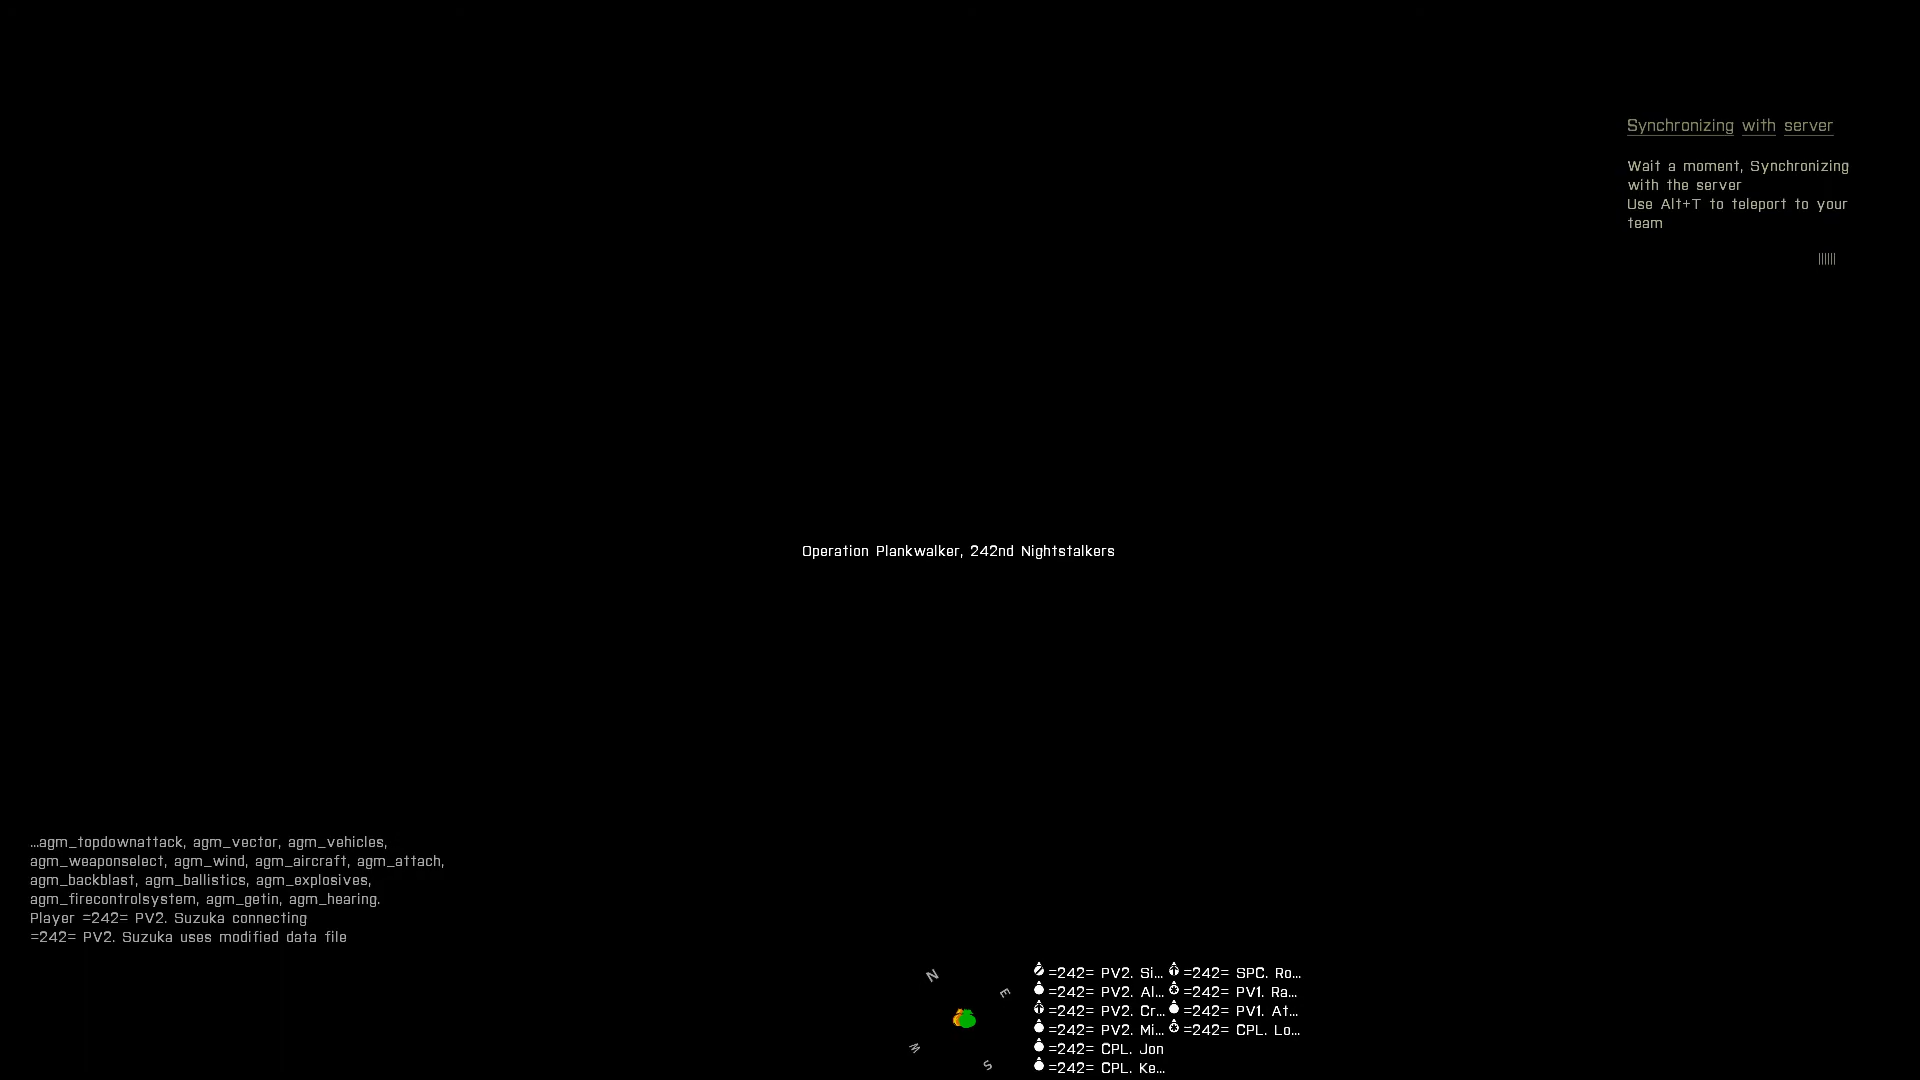 Synchronizing with server
Wait a moment, Synchronizing
with the server
Use Alt+T to teleport to your
team
Operation Plankwalker, 242nd Nightstalkers
...agm_topdownattack, agm_vector, agm_vehicles,
agm_weaponselect, agm_wind, agm_aircraft, agm_attach,
agm_backblast, agm_ballistics, agm_explosives,
agm_firecontrolsystem, agm_getin, agm_hearing.
Player =242= PV2. Suzuka connecting
=242= PV2. Suzuka uses modified data file
N
E
W
S
=242= PV2. Si...
=242= PV2. Al...
=242= PV2. Cr...
=242= PV2. Mi...
=242= CPL. Jon
=242= CPL. Ke...
=242= SPC. Ro...
=242= PV1. Ra...
=242= PV1. At...
=242= CPL. Lo...